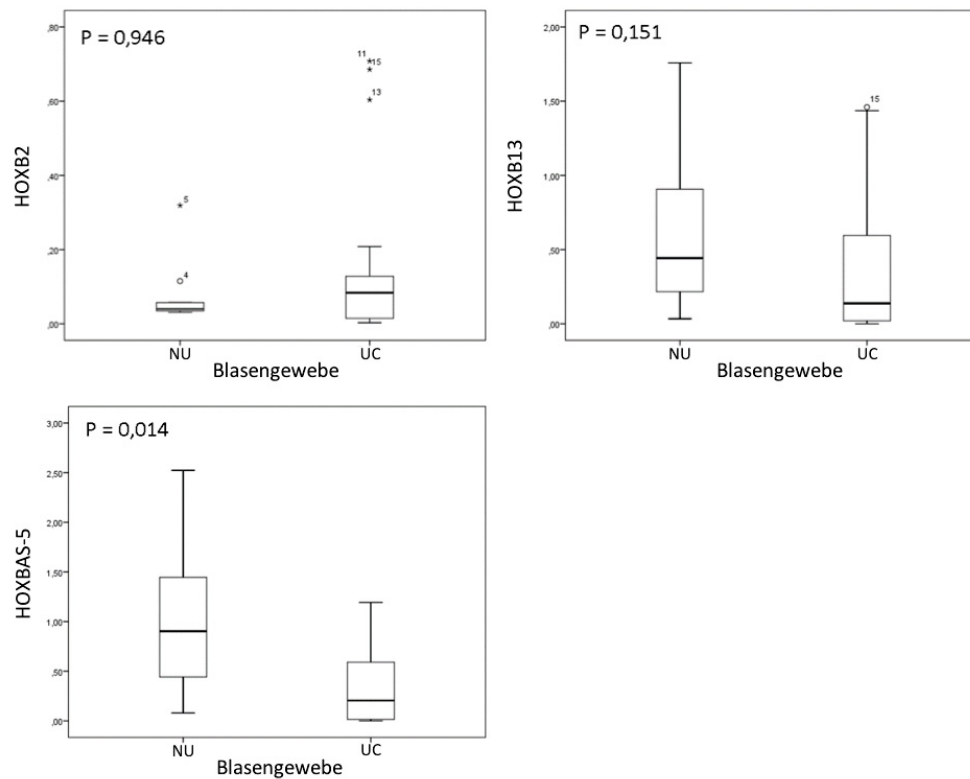 P = 0,946
HOXB2
,80
,60
,40
,20
,00
11
15
13
5
4
NU
UC
Blasengewebe
P = 0,151
HOXB13
2,00
1,50
1,00
,50
,00
15
NU
UC
Blasengewebe
P = 0,014
HOXBAS-5
3,00
2,50
2,00
1,50
1,00
,50
,00
NU
UC
Blasengewebe